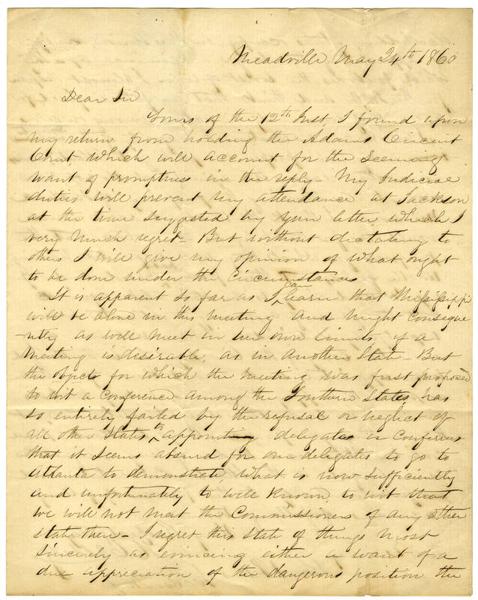 Meadville May 24th 1860
Dear Sir
Yours of the 12th Inst I found upon
my return from holding the Adams Circuit
Court which will account for the seeming
want of promptness in the reply. My Judicial
duties will prevent my attendance at Jackson
at the time suggested by your letter which I
very much regret. But without dictating to
others I will give my opinion of what ought
to be done under the circumstances
It is apparent so far as I can learn that Mississippi
will be alone in this meeting and might conseque
ntly as well meet in her own limits, if a
meeting is desirable, as in another State. But
the object for which the meeting was first proposed
to wit a Conference among the Southern States, has
so entirely failed by the refusal or neglect of
all other States to appointing delegates or Conferees
that it seems absurd for our delegates to go to
Atlanta to demonstrate, what is now sufficiently
and unfortunately too well known to wit that
we will not meet the Commissioners of any other
state there. I regret this state of things most
sincerely as evincing either a want of a
due appreciation of the dangerous position the